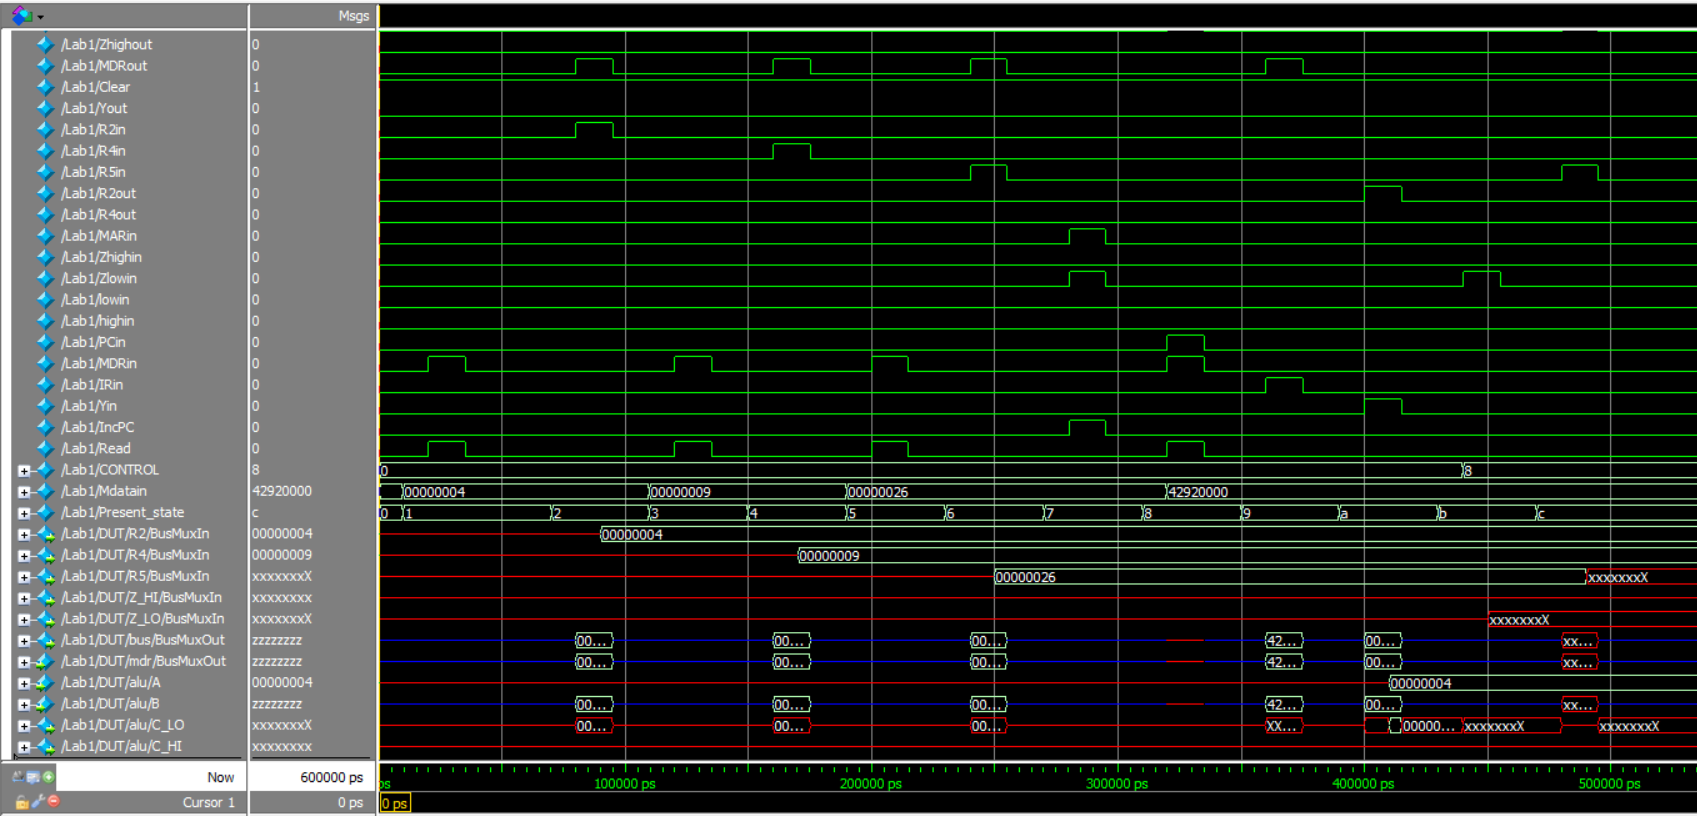 Msgs
/Lab1/Zhighout 0
/Lab1/MDRout 0
/Lab1/Clear 1
/Lab1/Yout 0
/Lab1/R2in 0
/Lab1/R4in 0
/Lab1/R5in 0
/Lab1/R2out 0
/Lab1/R4out 0
/Lab1/MARin 0
/Lab1/Zhighin 0
/Lab1/Zlowin 0
/Lab1/lowin 0
/Lab1/highin 0
/Lab1/PCin 0
/Lab1/MDRin 0
/Lab1/IRin 0
/Lab1/Yin 0
/Lab1/IncPC 0
/Lab1/Read 0
/Lab1/CONTROL 8 0 8
/Lab1/Mdatain 42920000 00000004 00000009 00000026 42920000
/Lab1/Present_state c 0 1 2 3 4 5 6 7 8 9 a b c
/Lab1/DUT/R2/BusMuxIn 00000004 00000004
/Lab1/DUT/R4/BusMuxIn 00000009 00000009
/Lab1/DUT/R5/BusMuxIn xxxxxxxX 00000026 xxxxxxxX
/Lab1/DUT/Z_HI/BusMuxIn xxxxxxxx
/Lab1/DUT/Z_LO/BusMuxIn xxxxxxxX xxxxxxxX
/Lab1/DUT/bus/BusMuxOut zzzzzzzz 00... 00... 00... 42... 00... xx...
/Lab1/DUT/mdr/BusMuxOut zzzzzzzz 00... 00... 00... 42... 00... xx...
/Lab1/DUT/alu/A 00000004 00000004
/Lab1/DUT/alu/B zzzzzzzz 00... 00... 00... 42... 00... xx...
/Lab1/DUT/alu/C_LO xxxxxxxX 00... 00... 00... XX... 00000... xxxxxxxX xxxxxxxX
/Lab1/DUT/alu/C_HI xxxxxxxx
Now 600000 ps ps 100000 ps 200000 ps 300000 ps 400000 ps 500000 ps
Cursor 1 0 ps 0 ps